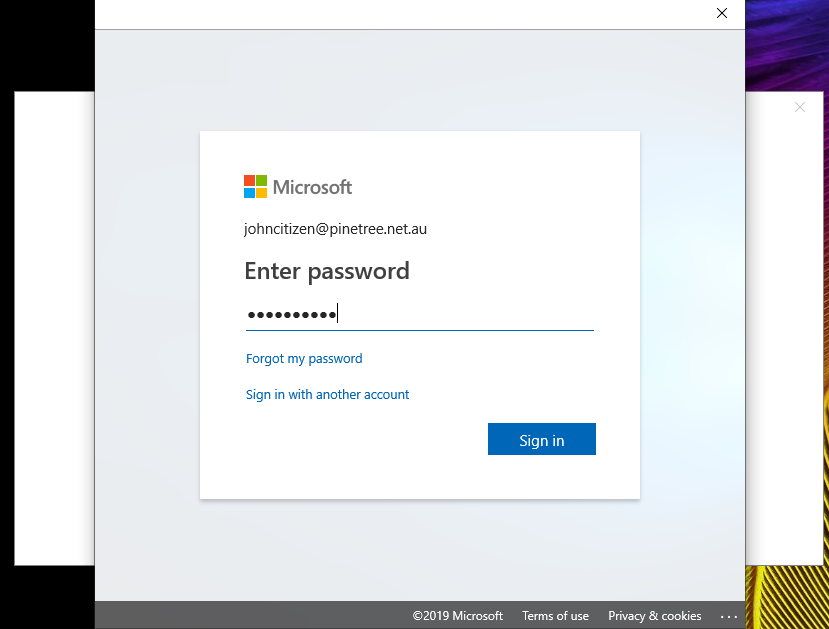 Microsoft
johncitizen@pinetree.net.au
Enter password
••••••••••
Forgot my password
Sign in with another account
Sign in
©2019 Microsoft Terms of use Privacy & cookies ...